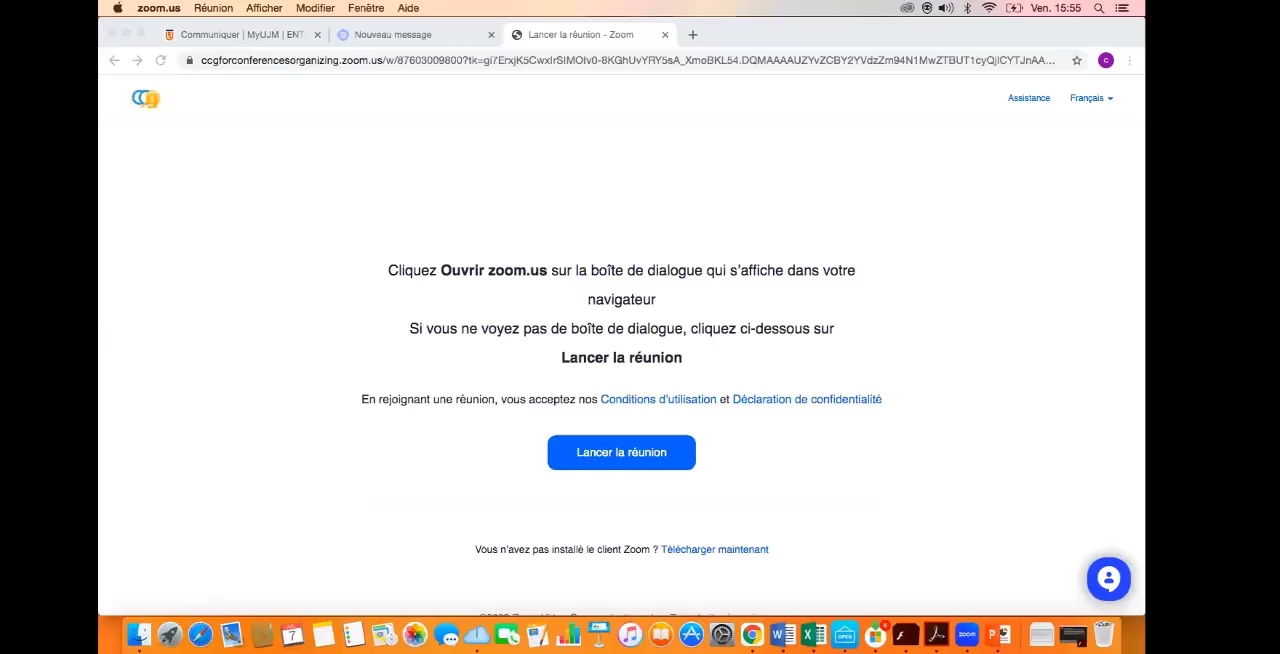 zoom.us Réunion Afficher Modifier Fenêtre Aide Ven. 15:55
Communiquer | MyUJM | ENT Nouveau message Lancer la réunion - Zoom
Assistance Français
Cliquez Ouvrir zoom.us sur la boîte de dialogue qui s'affiche dans votre
navigateur
Si vous ne voyez pas de boîte de dialogue, cliquez ci-dessous sur
Lancer la réunion
En rejoignant une réunion, vous acceptez nos Conditions d'utilisation et Déclaration de confidentialité
Lancer la réunion
Vous n'avez pas installé le client Zoom ? Télécharger maintenant
7 OPEN 6 zoom